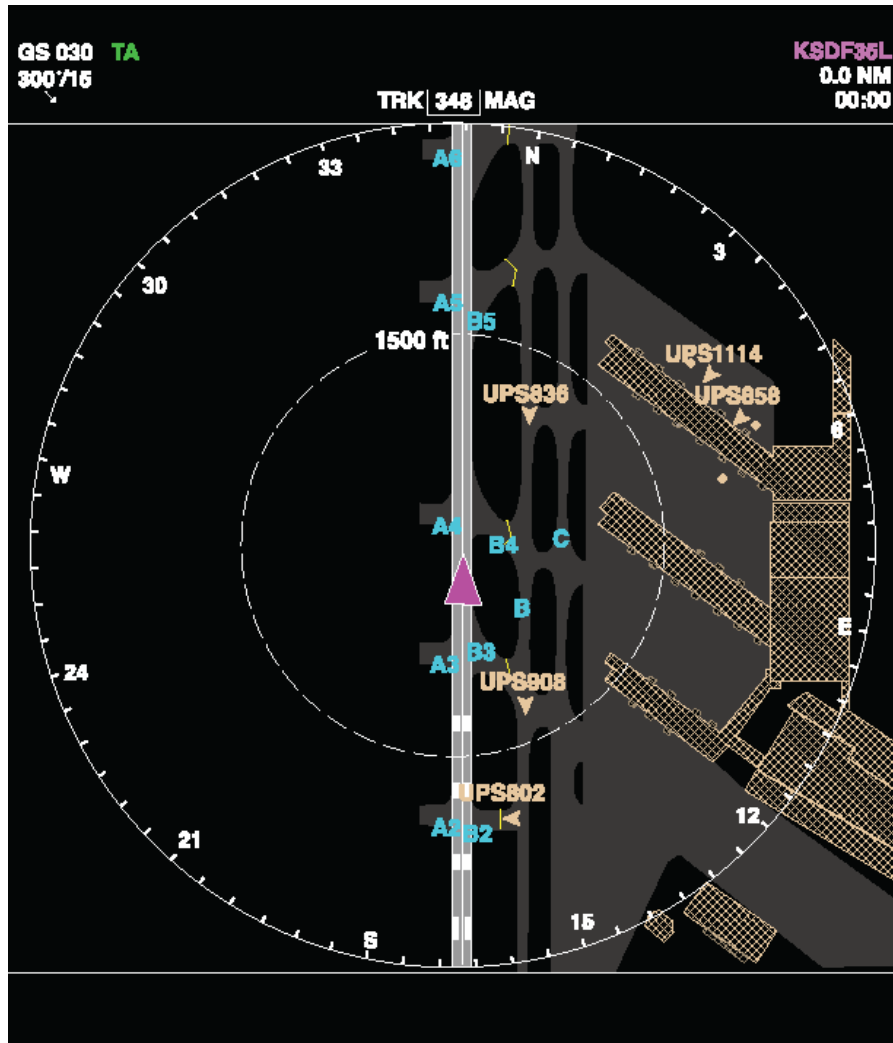 GS 030 TA
300°/15
KSDF35L
0.0 NM
00:00
TRK 348 MAG
A6
N
33
3
30
A5
B5
1500 ft
UPS1114
UPS858
UPS836
6
W
A4
B4
C
B
E
A3
B3
24
UPS908
UPS802
12
A2
B2
21
15
S